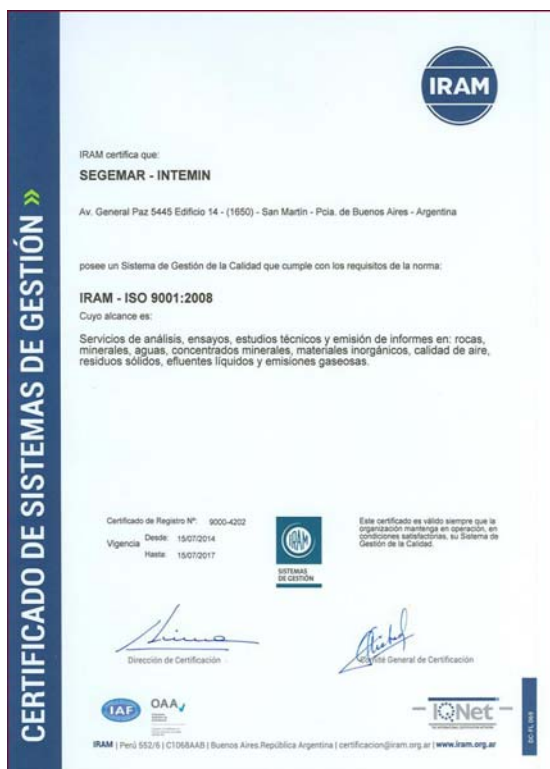 IRAM
IRAM certifica que:
SEGEMAR - INTEMIN
Av. General Paz 5445 Edificio 14 - (1650) - San Martín - Pcia. de Buenos Aires - Argentina
posee un Sistema de Gestión de la Calidad que cumple con los requisitos de la norma:
IRAM - ISO 9001:2008
Cuyo alcance es:
Servicios de análisis, ensayos, estudios técnicos y emisión de informes en: rocas,
minerales, aguas, concentrados minerales, materiales inorgánicos, calidad de aire,
residuos sólidos, efluentes líquidos y emisiones gaseosas.
CERTIFICADO DE SISTEMAS DE GESTIÓN »
Certificado de Registro Nº: 9000-4202
Vigencia Desde: 15/07/2014
Hasta: 15/07/2017
IRAM
SISTEMAS
DE GESTIÓN
Este certificado es válido siempre que la
organización mantenga en operación, en
condiciones satisfactorias, su Sistema de
Gestión de la Calidad.
Dirección de Certificación
Comité General de Certificación
IAF
OAA
IQNet
IRAM | Perú 552/6 | C1068AAB | Buenos Aires.República Argentina | certificacion@iram.org.ar | www.iram.org.ar
DC-FL 069